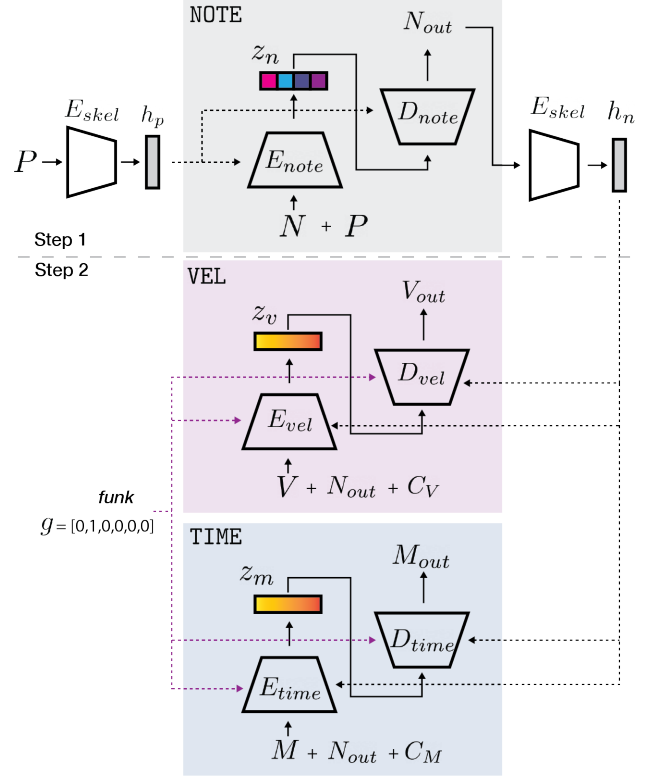 NOTE
N_out
z_n
E_skel
h_p
D_note
E_skel
h_n
P
E_note
N + P
Step 1
Step 2
VEL
V_out
z_v
D_vel
E_vel
V + N_out + C_V
funk
g = [0,1,0,0,0,0]
TIME
M_out
z_m
D_time
E_time
M + N_out + C_M